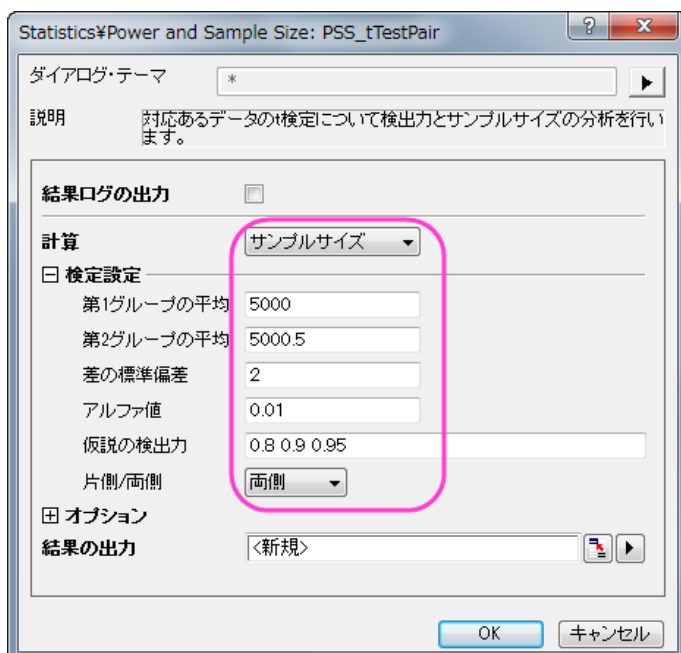 Statistics¥Power and Sample Size: PSS_tTestPair
ダイアログ・テーマ *
説明 対応あるデータのt検定について検出力とサンプルサイズの分析を行い
ます。
結果ログの出力
計算 サンプルサイズ
検定設定
第1グループの平均 5000
第2グループの平均 5000.5
差の標準偏差 2
アルファ値 0.01
仮説の検出力 0.8 0.9 0.95
片側/両側 両側
オプション
結果の出力 <新規>
OK キャンセル